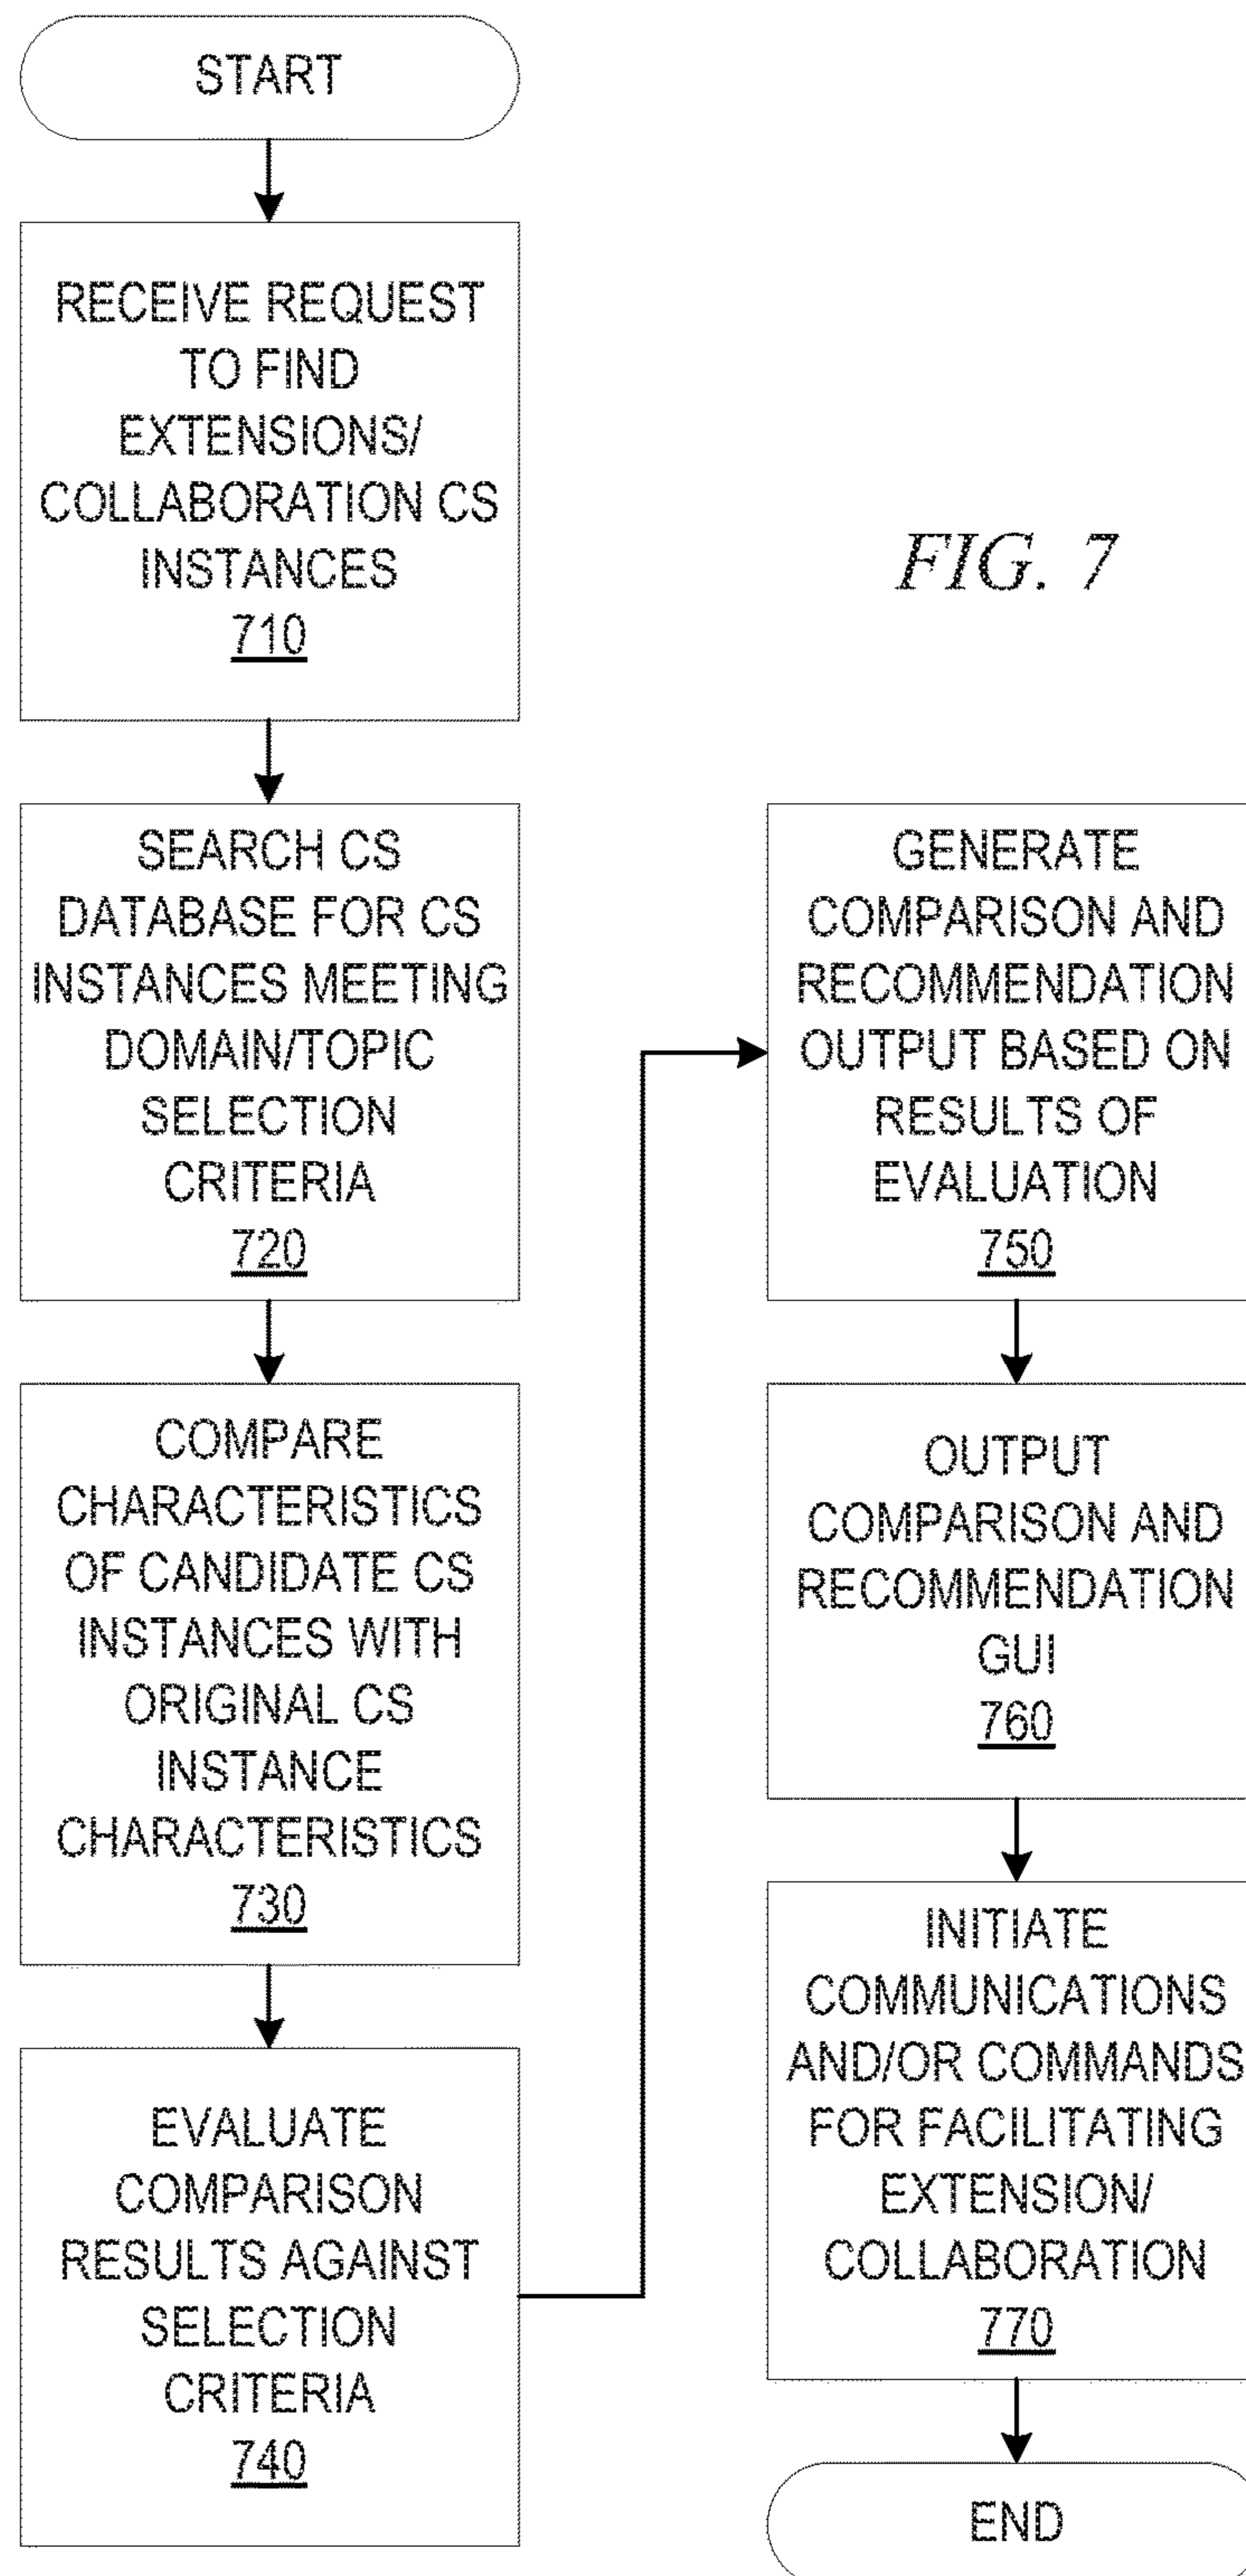 START
RECEIVE REQUEST
TO FIND
EXTENSIONS/
COLLABORATION CS
INSTANCES
710
SEARCH CS
DATABASE FOR CS
INSTANCES MEETING
DOMAIN/TOPIC
SELECTION
CRITERIA
720
COMPARE
CHARACTERISTICS
OF CANDIDATE CS
INSTANCES WITH
ORIGINAL CS
INSTANCE
CHARACTERISTICS
730
EVALUATE
COMPARISON
RESULTS AGAINST
SELECTION
CRITERIA
740
FIG. 7
GENERATE
COMPARISON AND
RECOMMENDATION
OUTPUT BASED ON
RESULTS OF
EVALUATION
750
OUTPUT
COMPARISON AND
RECOMMENDATION
GUI
760
INITIATE
COMMUNICATIONS
AND/OR COMMANDS
FOR FACILITATING
EXTENSION/
COLLABORATION
770
END